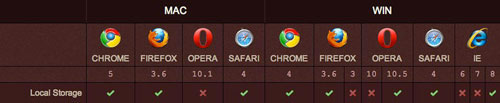 MAC WIN
CHROME FIREFOX OPERA SAFARI CHROME FIREFOX OPERA SAFARI IE
5 3.6 10.1 4 4 3.6 3 10 10.5 4 6 7 8
Local Storage